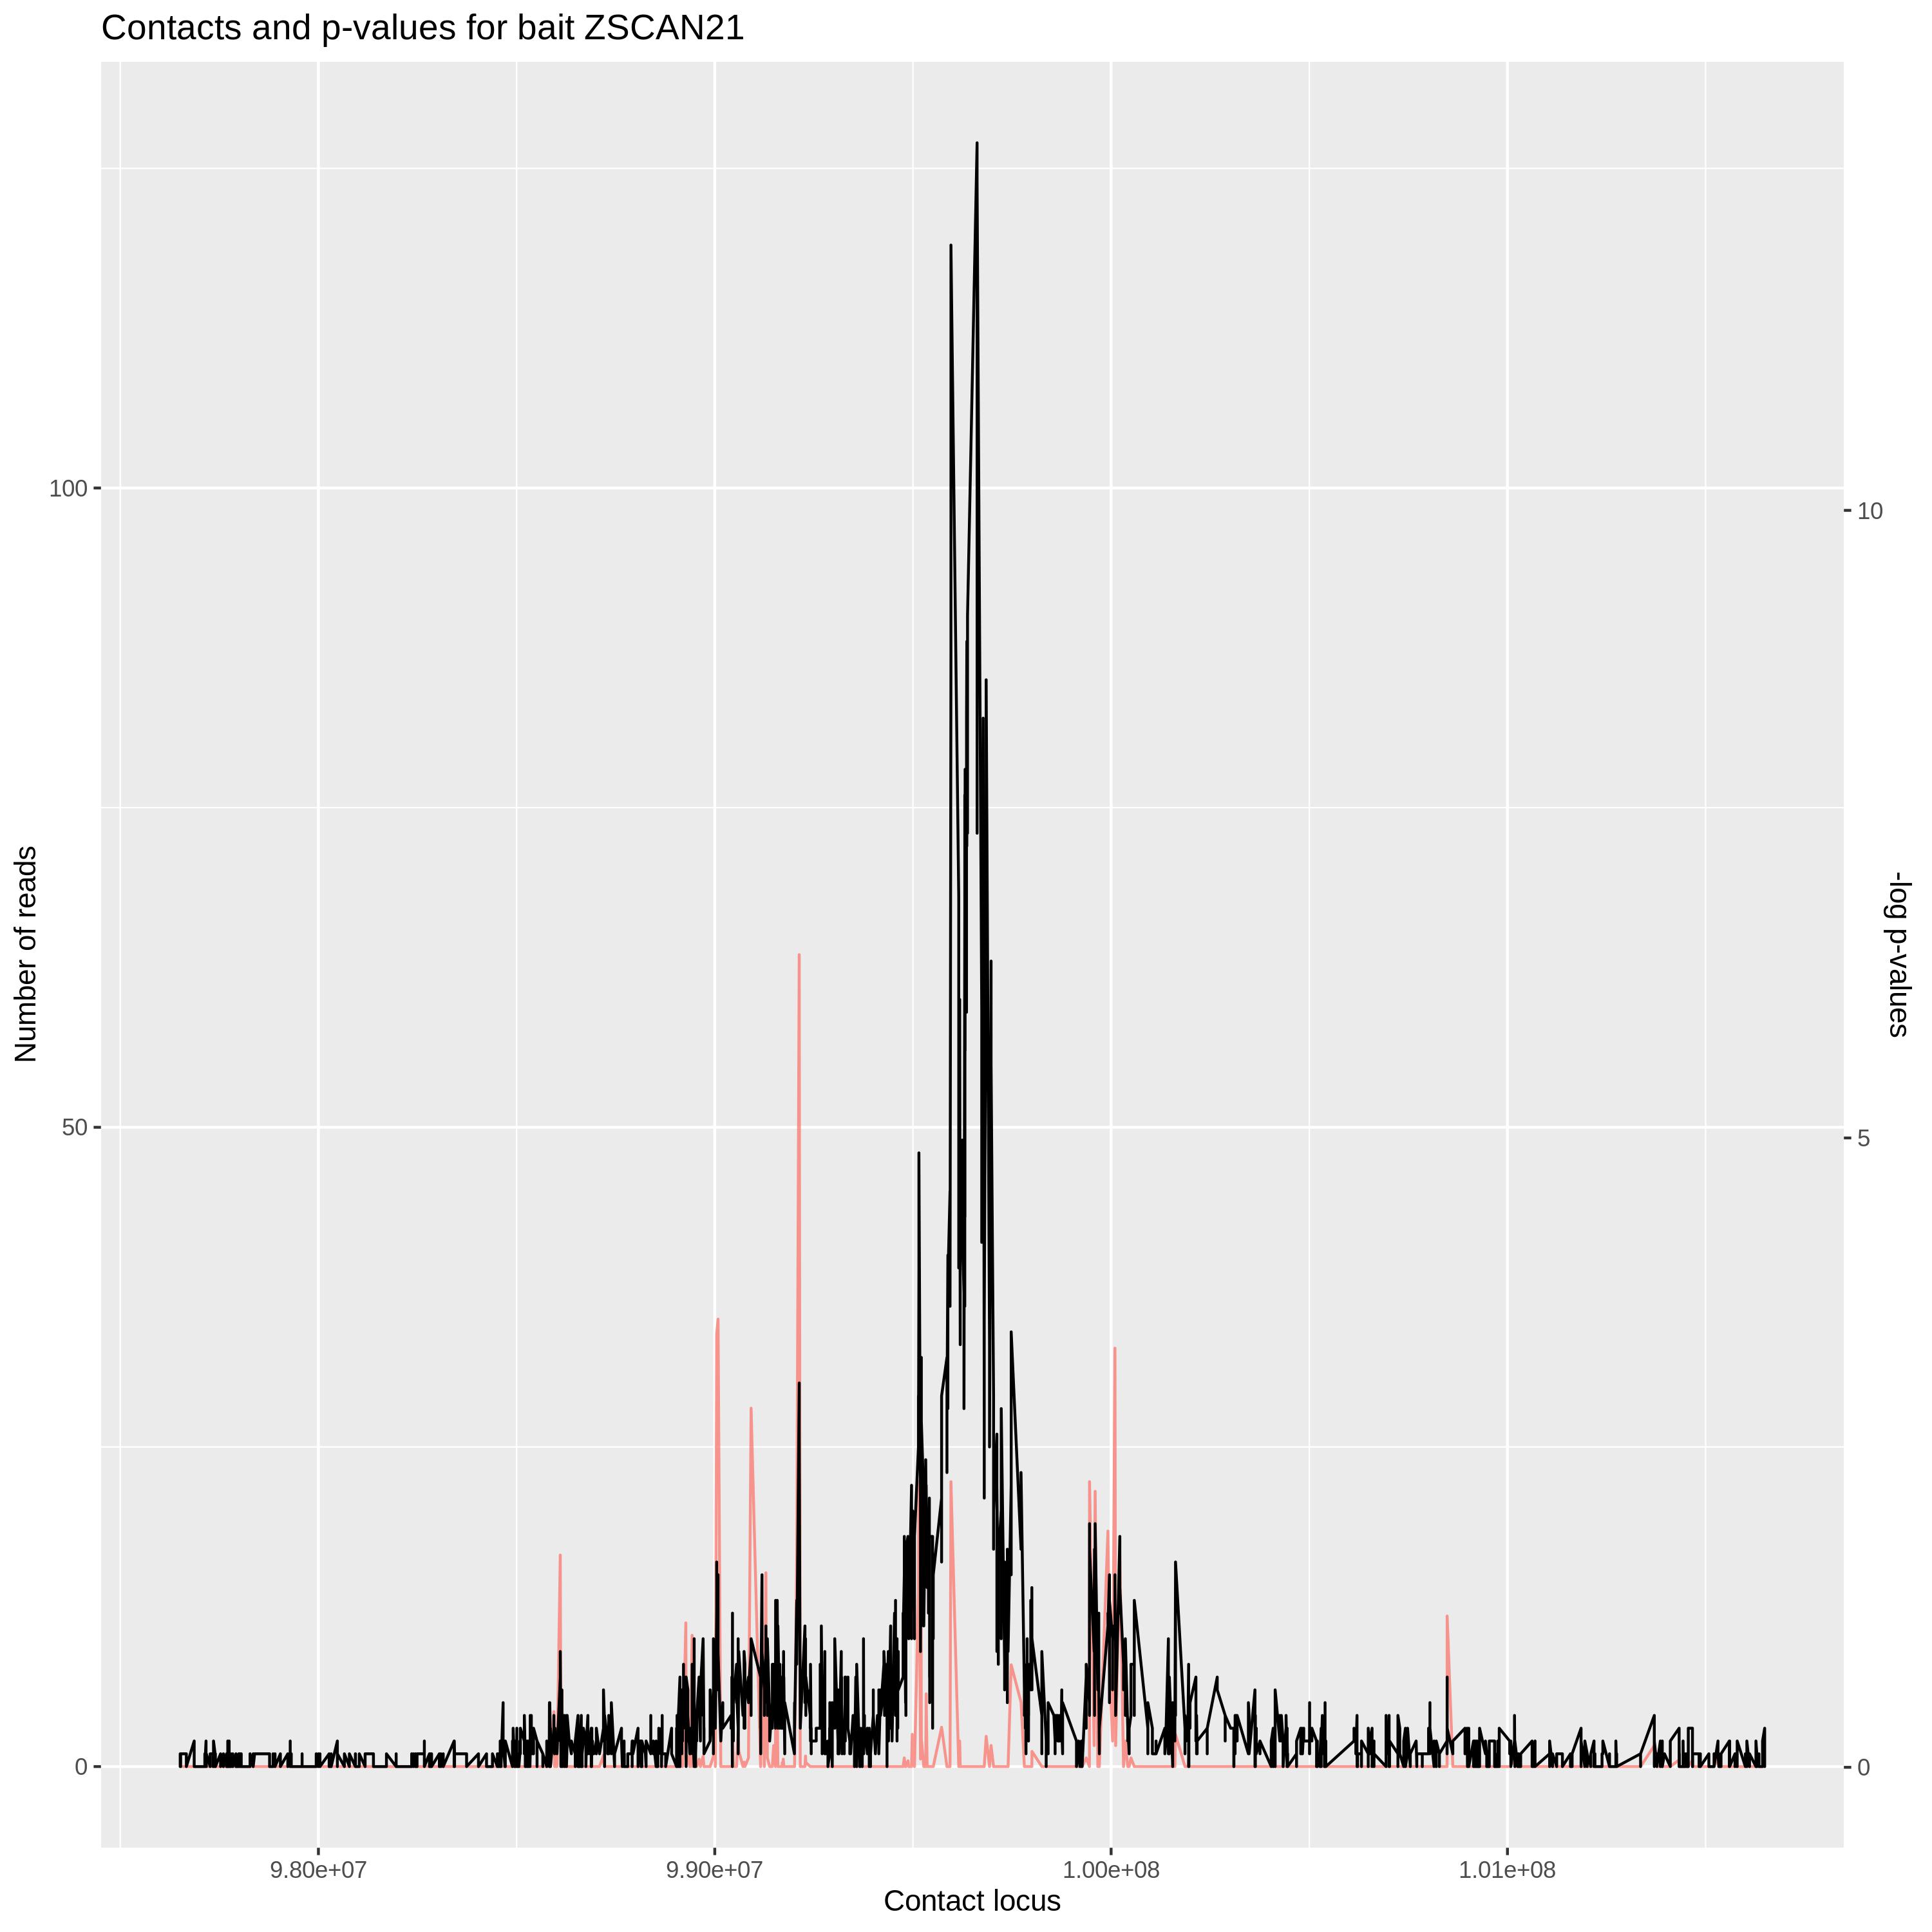 Contacts and p-values for bait ZSCAN21
Number of reads
100
50
0
10
5
0
-log p-values
9.80e+07
9.90e+07
1.00e+08
1.01e+08
Contact locus